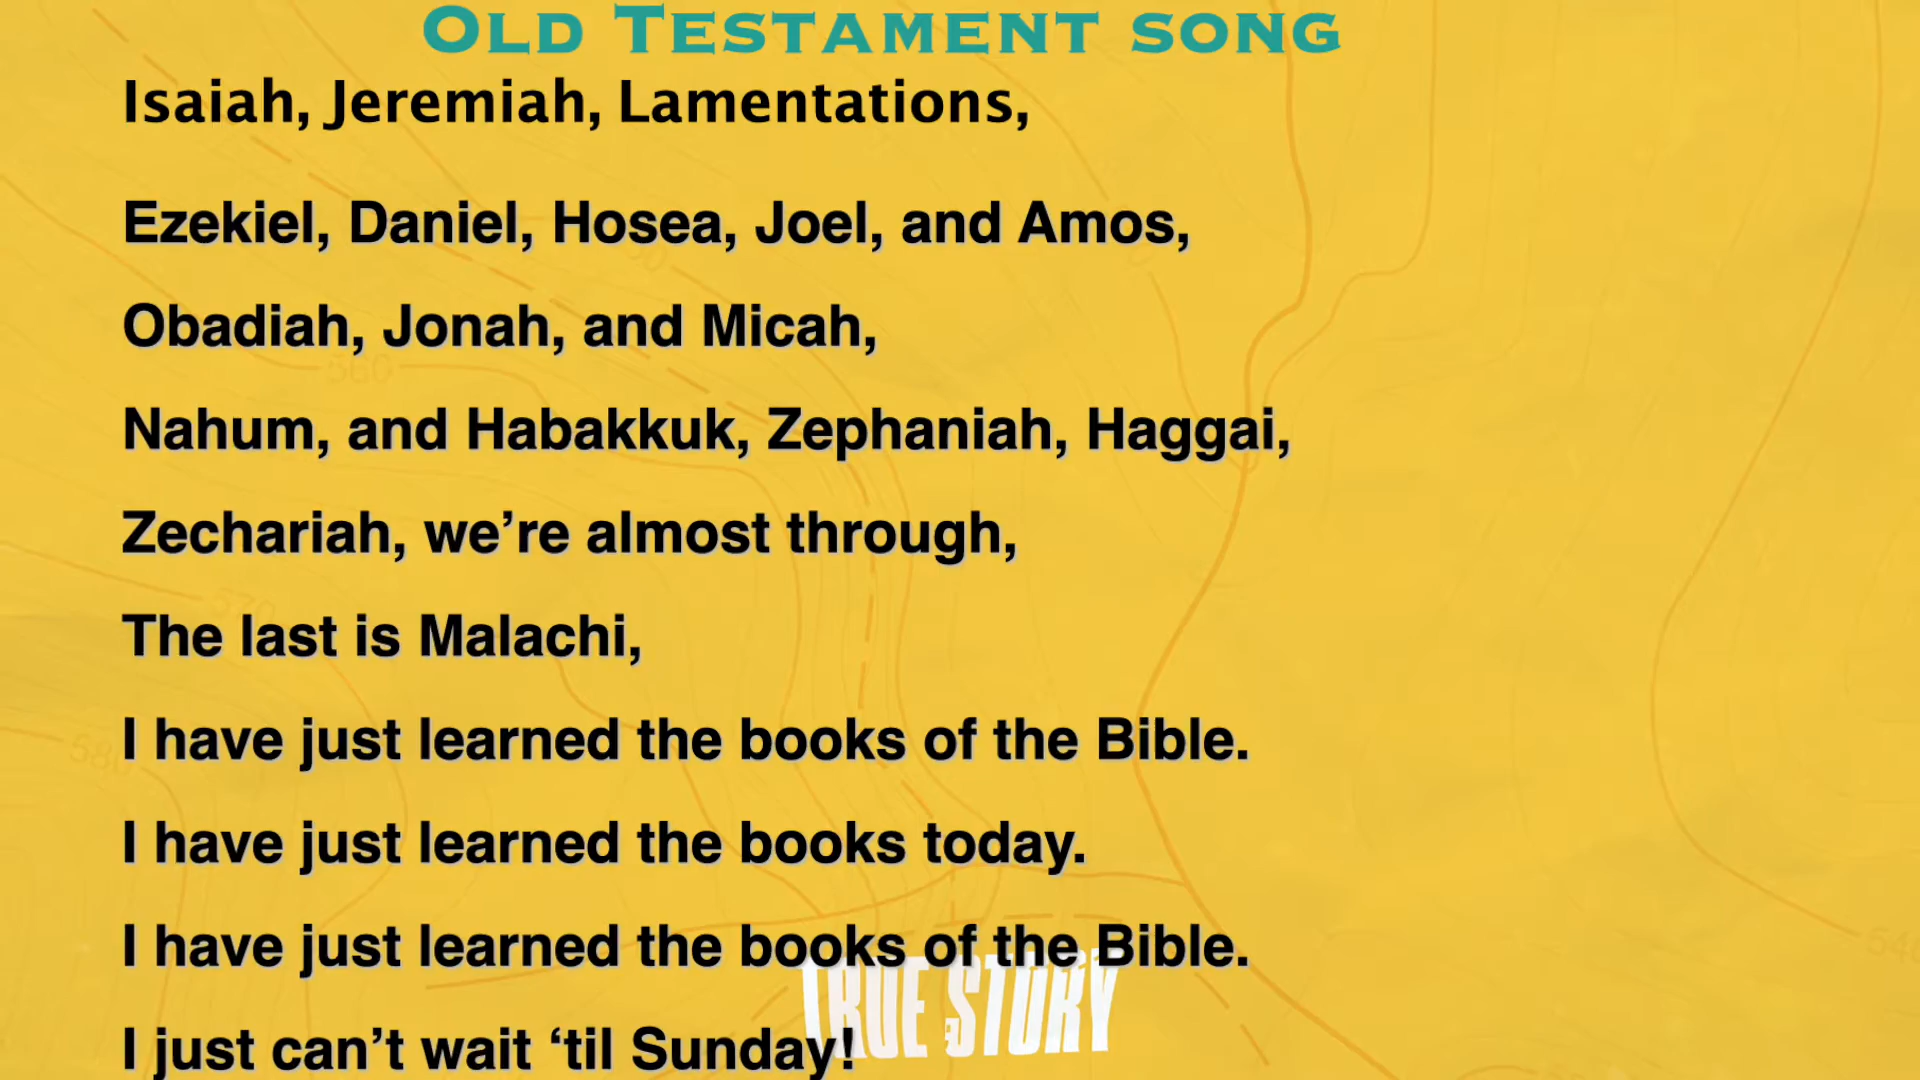 Old Testament song
Isaiah, Jeremiah, Lamentations,
Ezekiel, Daniel, Hosea, Joel, and Amos,
Obadiah, Jonah, and Micah,
Nahum, and Habakkuk, Zephaniah, Haggai,
Zechariah, we’re almost through,
The last is Malachi,
I have just learned the books of the Bible.
I have just learned the books today.
I have just learned the books of the Bible.
TRUE STORY
I just can’t wait ‘til Sunday!
560
570
580